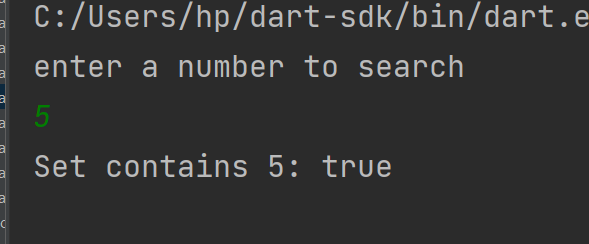 C:/Users/hp/dart-sdk/bin/dart.e
enter a number to search
5
Set contains 5: true